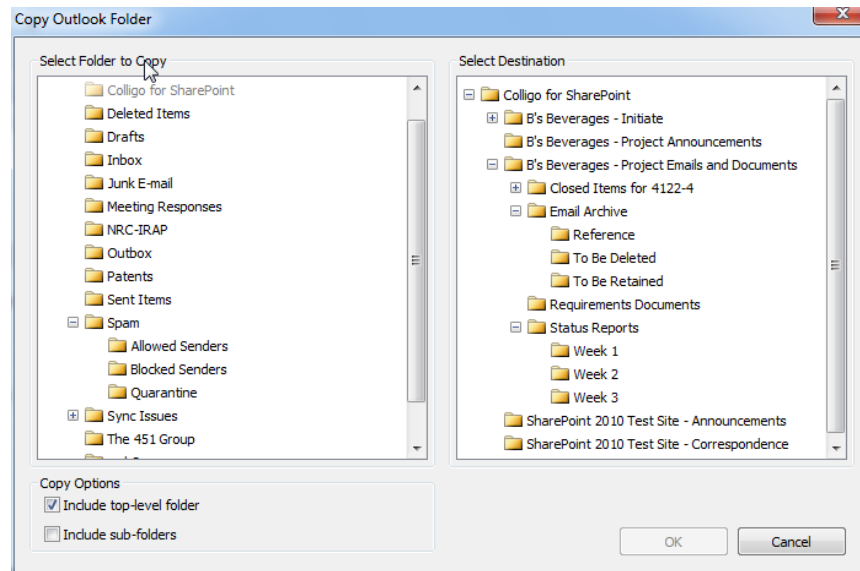 Copy Outlook Folder
Select Folder to Copy
Colligo for SharePoint
Deleted Items
Drafts
Inbox
Junk E-mail
Meeting Responses
NRC-IRAP
Outbox
Patents
Sent Items
Spam
Allowed Senders
Blocked Senders
Quarantine
Sync Issues
The 451 Group
Select Destination
Colligo for SharePoint
B's Beverages - Initiate
B's Beverages - Project Announcements
B's Beverages - Project Emails and Documents
Closed Items for 4122-4
Email Archive
Reference
To Be Deleted
To Be Retained
Requirements Documents
Status Reports
Week 1
Week 2
Week 3
SharePoint 2010 Test Site - Announcements
SharePoint 2010 Test Site - Correspondence
Copy Options
Include top-level folder
Include sub-folders
OK
Cancel